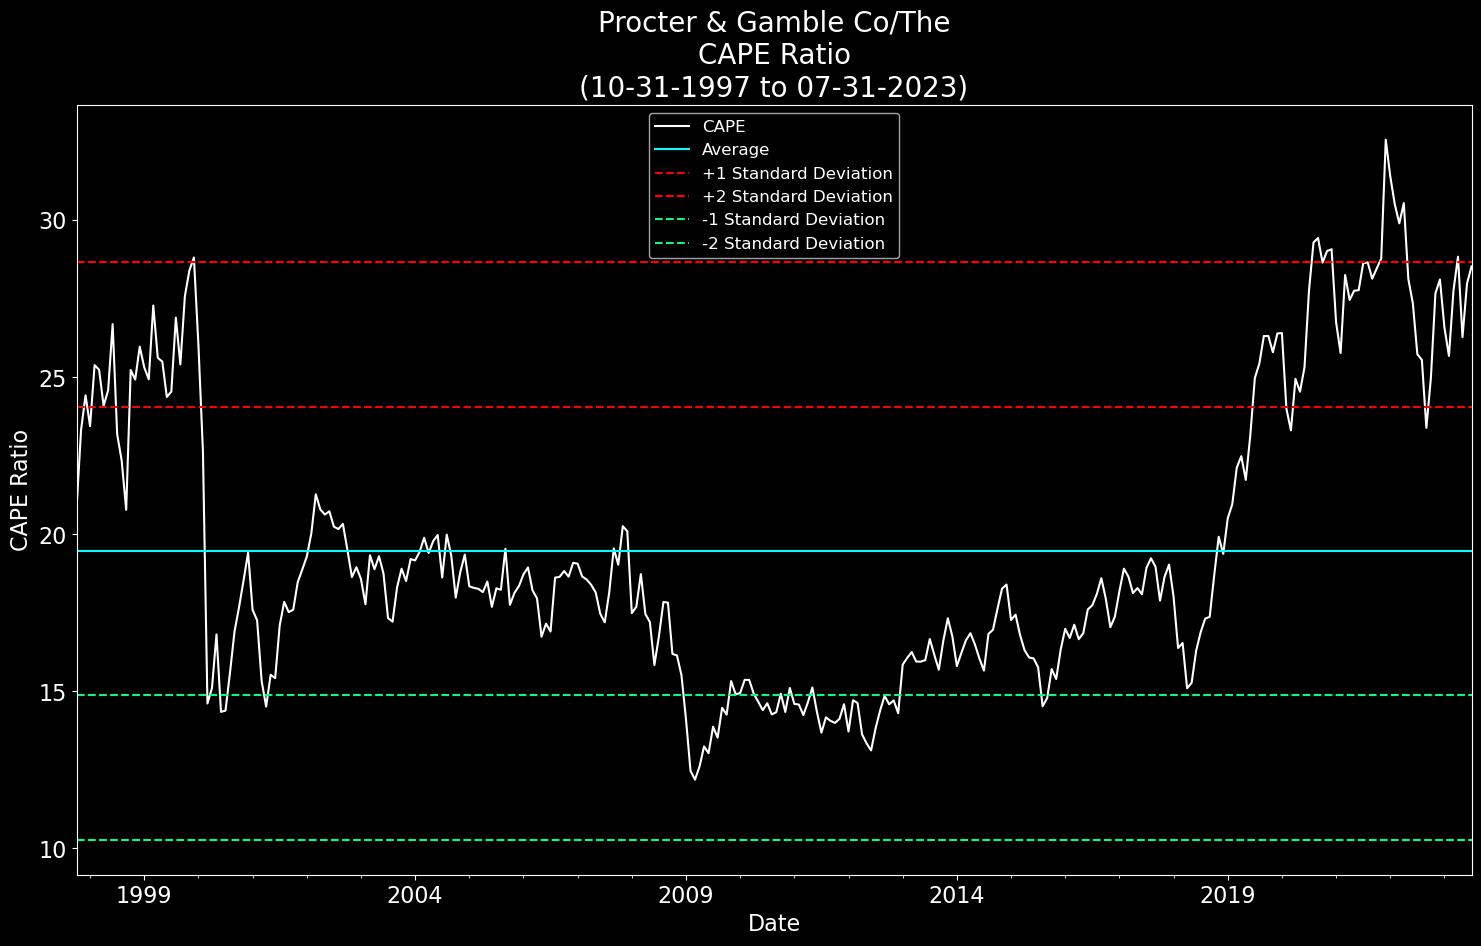 Procter & Gamble Co/The
CAPE Ratio
(10-31-1997 to 07-31-2023)
CAPE
Average
+1 Standard Deviation
+2 Standard Deviation
-1 Standard Deviation
-2 Standard Deviation
CAPE Ratio
30
25
20
15
10
1999 2004 2009 2014 2019
Date